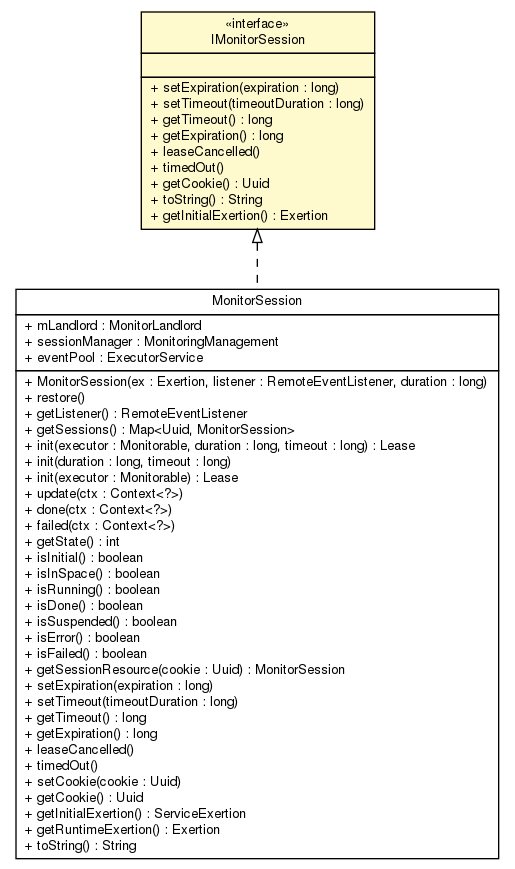 «interface»
IMonitorSession
+ setExpiration(expiration : long)
+ setTimeout(timeoutDuration : long)
+ getTimeout() : long
+ getExpiration() : long
+ leaseCancelled()
+ timedOut()
+ getCookie() : Uuid
+ toString() : String
+ getInitialExertion() : Exertion
MonitorSession
+ mLandlord : MonitorLandlord
+ sessionManager : MonitoringManagement
+ eventPool : ExecutorService
+ MonitorSession(ex : Exertion, listener : RemoteEventListener, duration : long)
+ restore()
+ getListener() : RemoteEventListener
+ getSessions() : Map<Uuid, MonitorSession>
+ init(executor : Monitorable, duration : long, timeout : long) : Lease
+ init(duration : long, timeout : long)
+ init(executor : Monitorable) : Lease
+ update(ctx : Context<?>)
+ done(ctx : Context<?>)
+ failed(ctx : Context<?>)
+ getState() : int
+ isInitial() : boolean
+ isInSpace() : boolean
+ isRunning() : boolean
+ isDone() : boolean
+ isSuspended() : boolean
+ isError() : boolean
+ isFailed() : boolean
+ getSessionResource(cookie : Uuid) : MonitorSession
+ setExpiration(expiration : long)
+ setTimeout(timeoutDuration : long)
+ getTimeout() : long
+ getExpiration() : long
+ leaseCancelled()
+ timedOut()
+ setCookie(cookie : Uuid)
+ getCookie() : Uuid
+ getInitialExertion() : ServiceExertion
+ getRuntimeExertion() : Exertion
+ toString() : String